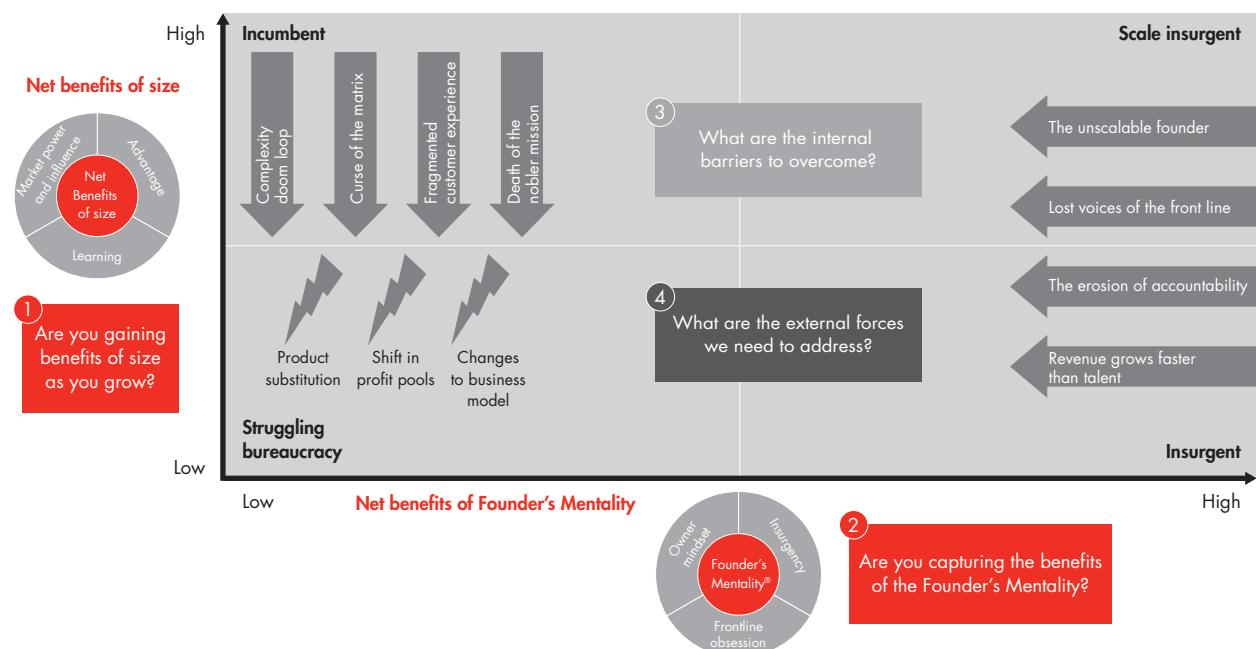 High
Incumbent
Scale insurgent
Net benefits of size
Market power
and influence
Advantage
Learning
Net
Benefits
of size
Complexity
doom loop
Curse of the matrix
Fragmented
customer experience
Death of the
nobler mission
3
What are the internal
barriers to overcome?
The unscalable founder
Lost voices of the front line
1
Are you gaining
benefits of size
as you grow?
Product
substitution
Shift in
profit pools
Changes
to business
model
4
What are the external forces
we need to address?
The erosion of accountability
Revenue grows faster
than talent
Struggling
bureaucracy
Insurgent
Low
Low
Net benefits of Founder’s Mentality
High
Owner
mindset
Insurgency
Frontline
obsession
Founder’s
Mentality®
2
Are you capturing the benefits
of the Founder’s Mentality?